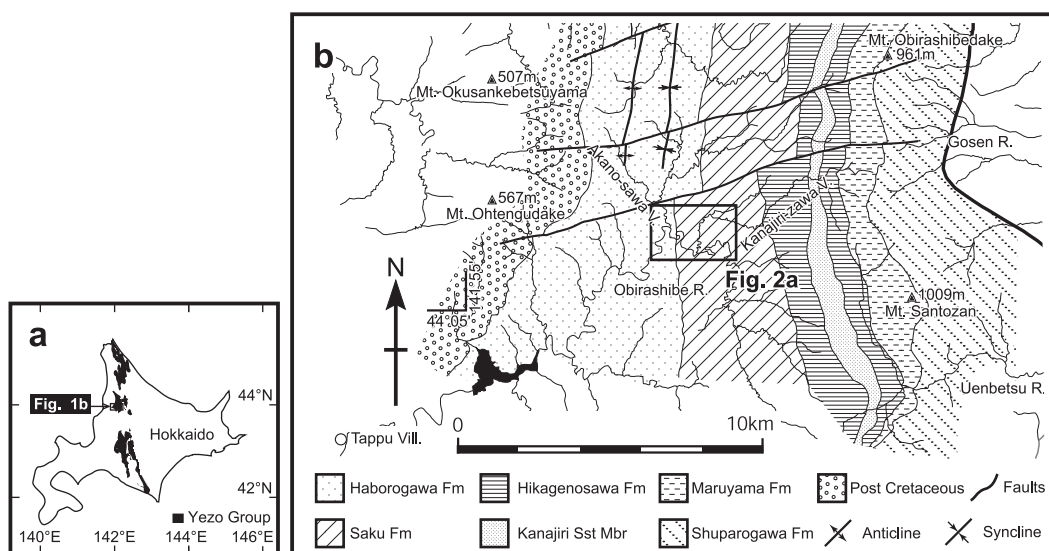 a
Fig. 1b
44°N
Hokkaido
42°N
Yezo Group
140°E
142°E
144°E
146°E
b
Mt. Obirashibedake
961m
507m
Mt. Okusankebetsuyama
Gosen R.
Akano-sawa V.
567m
Mt. Ohtengudake
Kanajiri-zawa V.
N
141°55'
44°05'
Obirashibe R.
Fig. 2a
1009m
Mt. Santozan
Uenbetsu R.
Tappu Vill.
0
10km
Haborogawa Fm
Hikagenosawa Fm
Maruyama Fm
Post Cretaceous
Faults
Saku Fm
Kanajiri Sst Mbr
Shuparogawa Fm
Anticline
Syncline